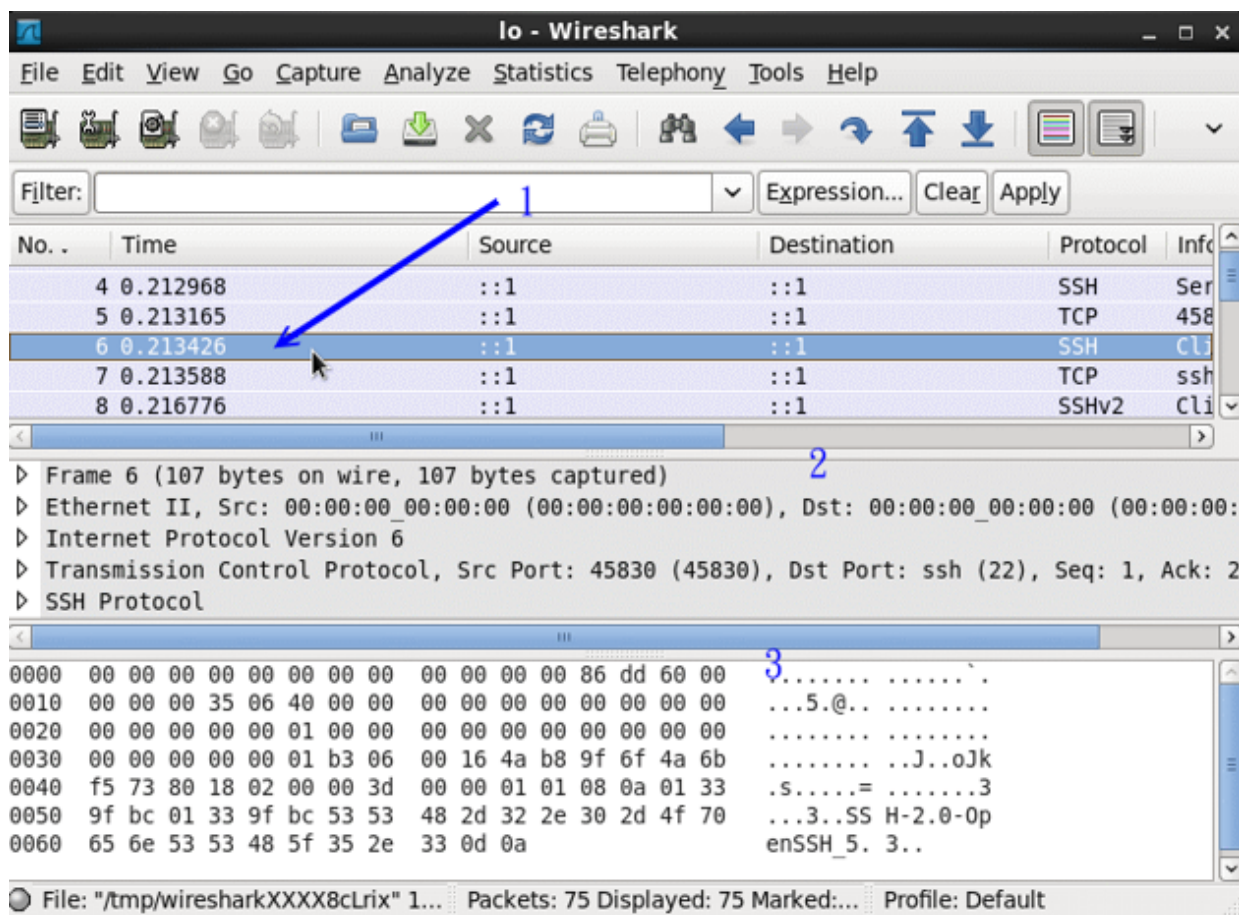 lo - Wireshark
File Edit View Go Capture Analyze Statistics Telephony Tools Help
Filter: Expression... Clear Apply
1
No. . Time Source Destination Protocol Info
4 0.212968 ::1 ::1 SSH Ser
5 0.213165 ::1 ::1 TCP 458
6 0.213426 ::1 ::1 SSH Cli
7 0.213588 ::1 ::1 TCP ssh
8 0.216776 ::1 ::1 SSHv2 Cli
2
Frame 6 (107 bytes on wire, 107 bytes captured)
Ethernet II, Src: 00:00:00_00:00:00 (00:00:00:00:00:00), Dst: 00:00:00_00:00:00 (00:00:00:
Internet Protocol Version 6
Transmission Control Protocol, Src Port: 45830 (45830), Dst Port: ssh (22), Seq: 1, Ack: 2
SSH Protocol
3
0000 00 00 00 00 00 00 00 00 00 00 00 00 86 dd 60 00 ........ ......`.
0010 00 00 00 35 06 40 00 00 00 00 00 00 00 00 00 00 ...5.@.. ........
0020 00 00 00 00 00 01 00 00 00 00 00 00 00 00 00 00 ........ ........
0030 00 00 00 00 00 01 b3 06 00 16 4a b8 9f 6f 4a 6b ........ ..J..oJk
0040 f5 73 80 18 02 00 00 3d 00 00 01 01 08 0a 01 33 .s.....= .......3
0050 9f bc 01 33 9f bc 53 53 48 2d 32 2e 30 2d 4f 70 ...3..SS H-2.0-Op
0060 65 6e 53 53 48 5f 35 2e 33 0d 0a enSSH_5. 3..
File: "/tmp/wiresharkXXXX8cLrix" 1... Packets: 75 Displayed: 75 Marked:... Profile: Default